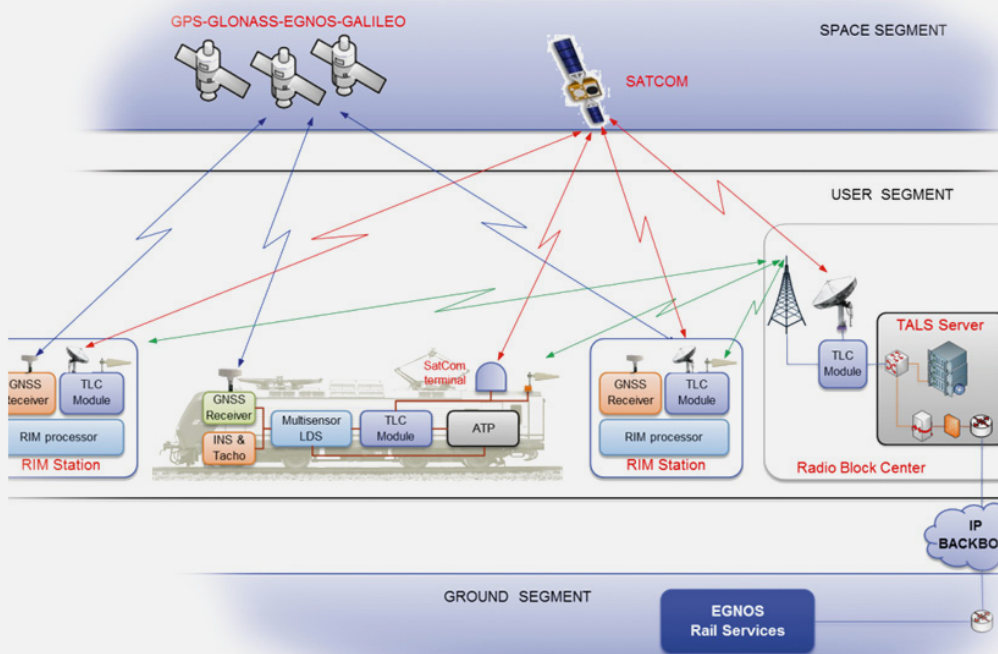 GPS-GLONASS-EGNOS-GALILEO
SPACE SEGMENT
SATCOM
USER SEGMENT
TALS Server
TLC
Module
Radio Block Center
GNSS
Receiver
TLC
Module
RIM processor
RIM Station
SatCom
terminal
GNSS
Receiver
INS &
Tacho
Multisensor
LDS
TLC
Module
ATP
GNSS
Receiver
TLC
Module
RIM processor
RIM Station
IP
BACKBO
GROUND SEGMENT
EGNOS
Rail Services